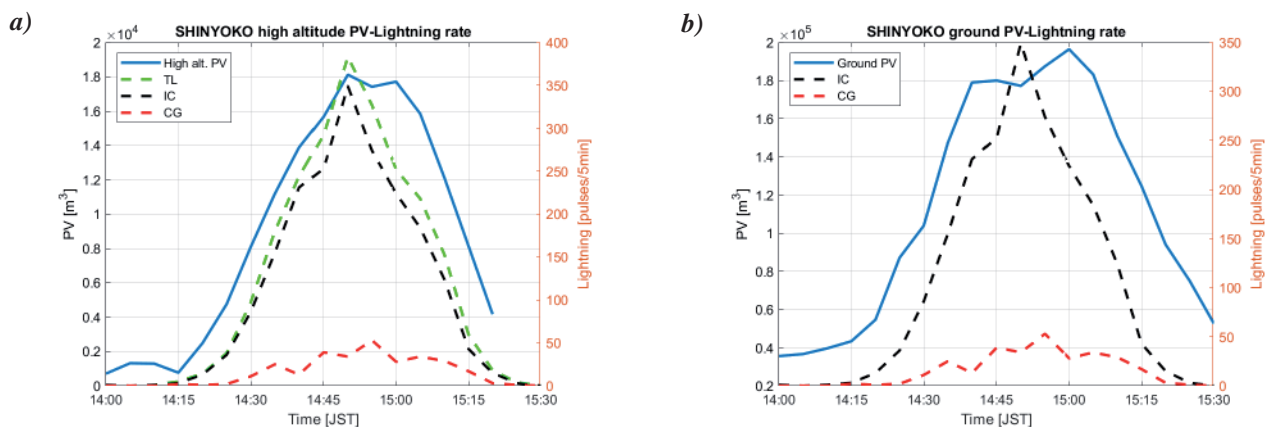 a)
SHINYOKO high altitude PV-Lightning rate
×10⁴
High alt. PV
TL
IC
CG
2
1.8
1.6
1.4
1.2
1
0.8
0.6
0.4
0.2
0
PV [m³]
400
350
300
250
200
150
100
50
0
Lightning [pulses/5min]
14:00 14:15 14:30 14:45 15:00 15:15 15:30
Time [JST]
b)
SHINYOKO ground PV-Lightning rate
×10⁵
Ground PV
IC
CG
2
1.8
1.6
1.4
1.2
1
0.8
0.6
0.4
0.2
PV [m³]
350
300
250
200
150
100
50
0
Lightning [pulses/5min]
14:00 14:15 14:30 14:45 15:00 15:15 15:30
Time [JST]